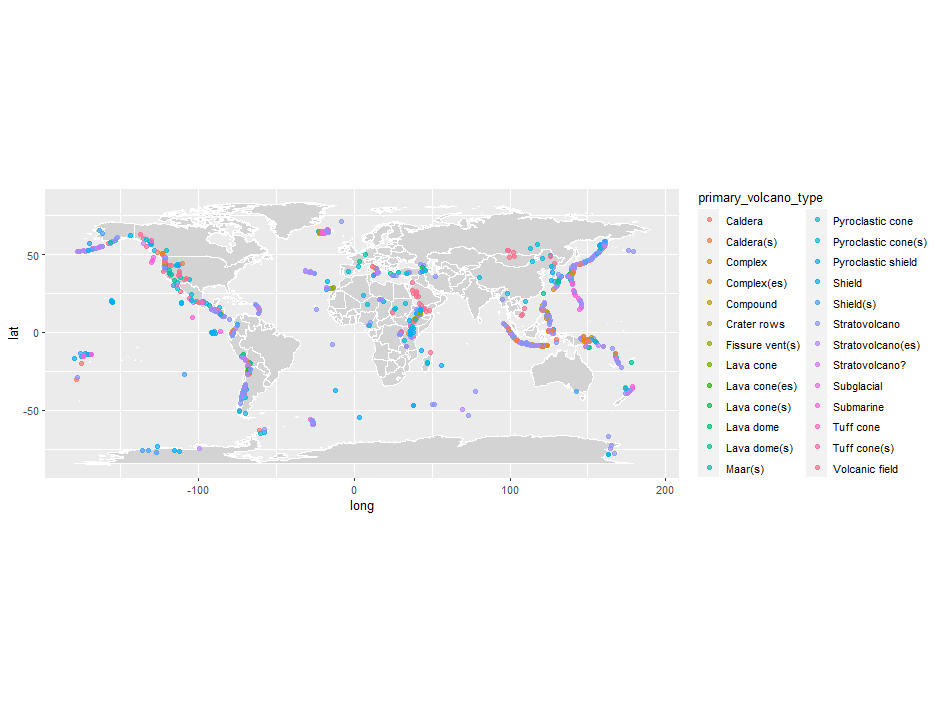 primary_volcano_type
Caldera
Caldera(s)
Complex
Complex(es)
Compound
Crater rows
Fissure vent(s)
Lava cone
Lava cone(es)
Lava cone(s)
Lava dome
Lava dome(s)
Maar(s)
Pyroclastic cone
Pyroclastic cone(s)
Pyroclastic shield
Shield
Shield(s)
Stratovolcano
Stratovolcano(es)
Stratovolcano?
Subglacial
Submarine
Tuff cone
Tuff cone(s)
Volcanic field
50
0
-50
lat
-100
0
100
200
long